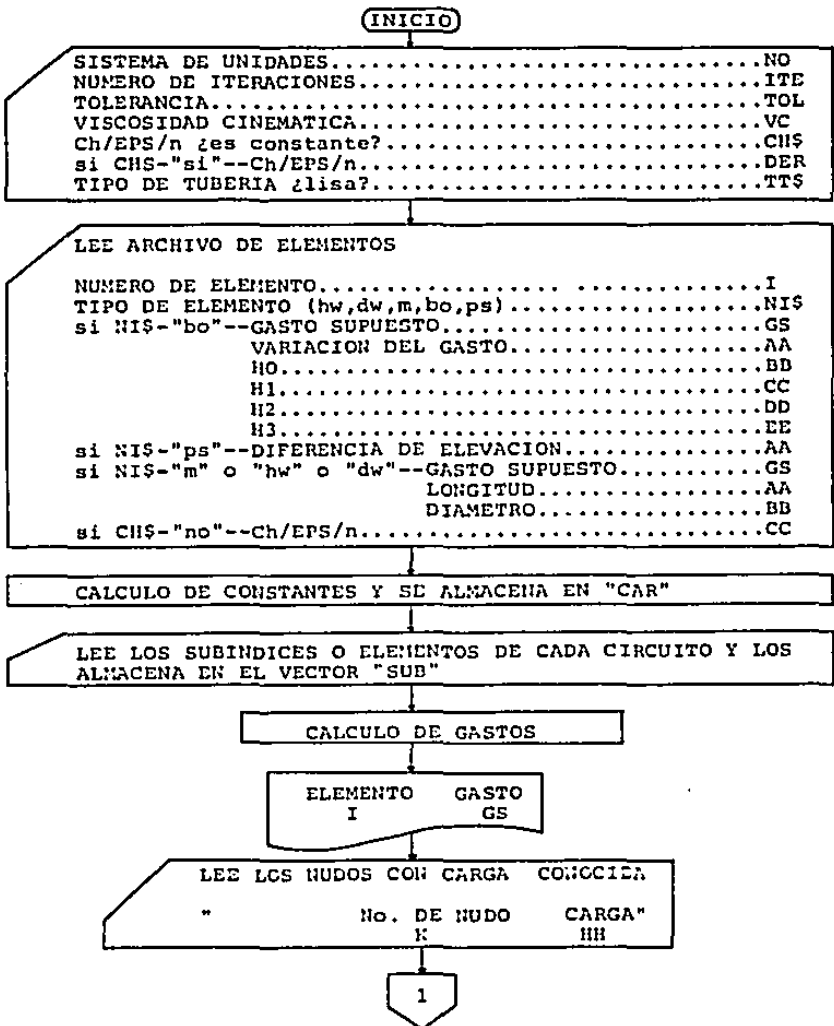 INICIO
SISTEMA DE UNIDADES................................NO
NUMERO DE ITERACIONES..............................ITE
TOLERANCIA.........................................TOL
VISCOSIDAD CINEMATICA..............................VC
Ch/EPS/n ¿es constante?............................CH$
si CH$-"si"--Ch/EPS/n..............................DER
TIPO DE TUBERIA ¿lisa?.............................TT$
LEE ARCHIVO DE ELEMENTOS
NUMERO DE ELEMENTO................ ................I
TIPO DE ELEMENTO (hw,dw,m,bo,ps)...................NI$
si NI$-"bo"--GASTO SUPUESTO........................GS
VARIACION DEL GASTO...................AA
H0....................................BB
H1....................................CC
H2....................................DD
H3....................................EE
si NI$-"ps"--DIFERENCIA DE ELEVACION...............AA
si NI$-"m" o "hw" o "dw"--GASTO SUPUESTO...........GS
LONGITUD.................AA
DIAMETRO.................BB
si CH$-"no"--Ch/EPS/n..............................CC
CALCULO DE CONSTANTES Y SE ALMACENA EN "CAR"
LEE LOS SUBINDICES O ELEMENTOS DE CADA CIRCUITO Y LOS
ALMACENA EN EL VECTOR "SUB"
CALCULO DE GASTOS
ELEMENTO GASTO
I GS
LEE LOS NUDOS CON CARGA CONOCIDA
" No. DE NUDO CARGA"
K HH
1